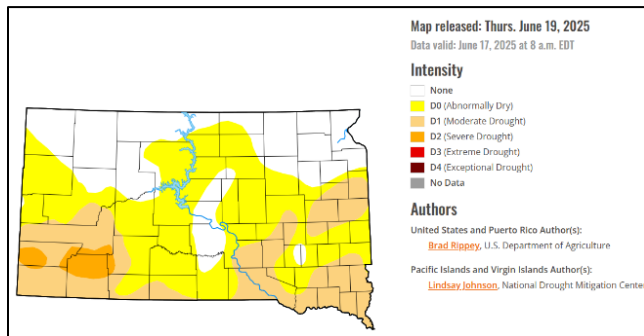 Map released: Thurs. June 19, 2025
Data valid: June 17, 2025 at 8 a.m. EDT
Intensity
None
D0 (Abnormally Dry)
D1 (Moderate Drought)
D2 (Severe Drought)
D3 (Extreme Drought)
D4 (Exceptional Drought)
No Data
Authors
United States and Puerto Rico Author(s):
Brad Rippey, U.S. Department of Agriculture
Pacific Islands and Virgin Islands Author(s):
Lindsay Johnson, National Drought Mitigation Center